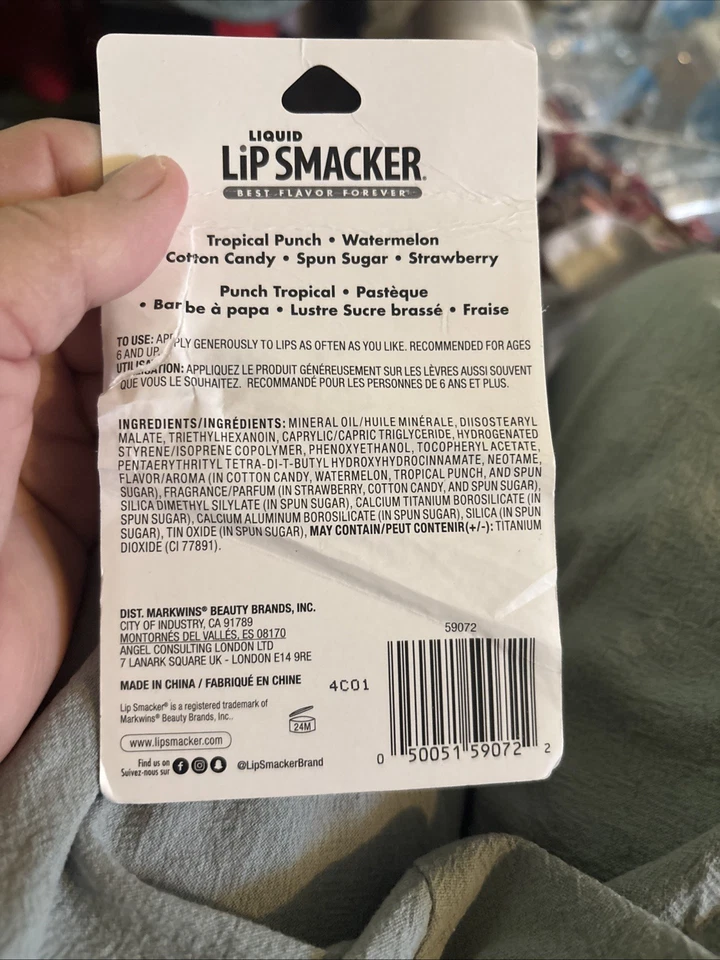 LIQUID
LiP SMACKER®
BEST FLAVOR FOREVER™
Tropical Punch • Watermelon
Cotton Candy • Spun Sugar • Strawberry
Punch Tropical • Pastèque
• Barbe à papa • Lustre Sucre brassé • Fraise
TO USE: APPLY GENEROUSLY TO LIPS AS OFTEN AS YOU LIKE. RECOMMENDED FOR AGES
6 AND UP.
UTILISATION: APPLIQUEZ LE PRODUIT GÉNÉREUSEMENT SUR LES LÈVRES AUSSI SOUVENT
QUE VOUS LE SOUHAITEZ. RECOMMANDÉ POUR LES PERSONNES DE 6 ANS ET PLUS.
INGREDIENTS/INGRÉDIENTS: MINERAL OIL/HUILE MINÉRALE, DIISOSTEARYL
MALATE, TRIETHYLHEXANOIN, CAPRYLIC/CAPRIC TRIGLYCERIDE, HYDROGENATED
STYRENE/ISOPRENE COPOLYMER, PHENOXYETHANOL, TOCOPHERYL ACETATE,
PENTAERYTHRITYL TETRA-DI-T-BUTYL HYDROXYHYDROCINNAMATE, NEOTAME,
FLAVOR/AROMA (IN COTTON CANDY, WATERMELON, TROPICAL PUNCH, AND SPUN
SUGAR), FRAGRANCE/PARFUM (IN STRAWBERRY, COTTON CANDY, AND SPUN SUGAR),
SILICA DIMETHYL SILYLATE (IN SPUN SUGAR), CALCIUM TITANIUM BOROSILICATE (IN
SPUN SUGAR), CALCIUM ALUMINUM BOROSILICATE (IN SPUN SUGAR), SILICA (IN SPUN
SUGAR), TIN OXIDE (IN SPUN SUGAR), MAY CONTAIN/PEUT CONTENIR(+/-): TITANIUM
DIOXIDE (CI 77891).
DIST. MARKWINS® BEAUTY BRANDS, INC.
CITY OF INDUSTRY, CA 91789
MONTORNÉS DEL VALLÉS, ES 08170
ANGEL CONSULTING LONDON LTD
7 LANARK SQUARE UK - LONDON E14 9RE
MADE IN CHINA / FABRIQUÉ EN CHINE
4C01
Lip Smacker® is a registered trademark of
Markwins® Beauty Brands, Inc..
24M
www.lipsmacker.com
Find us on
Suivez-nous sur
@LipSmackerBrand
59072
0 50051 59072 2